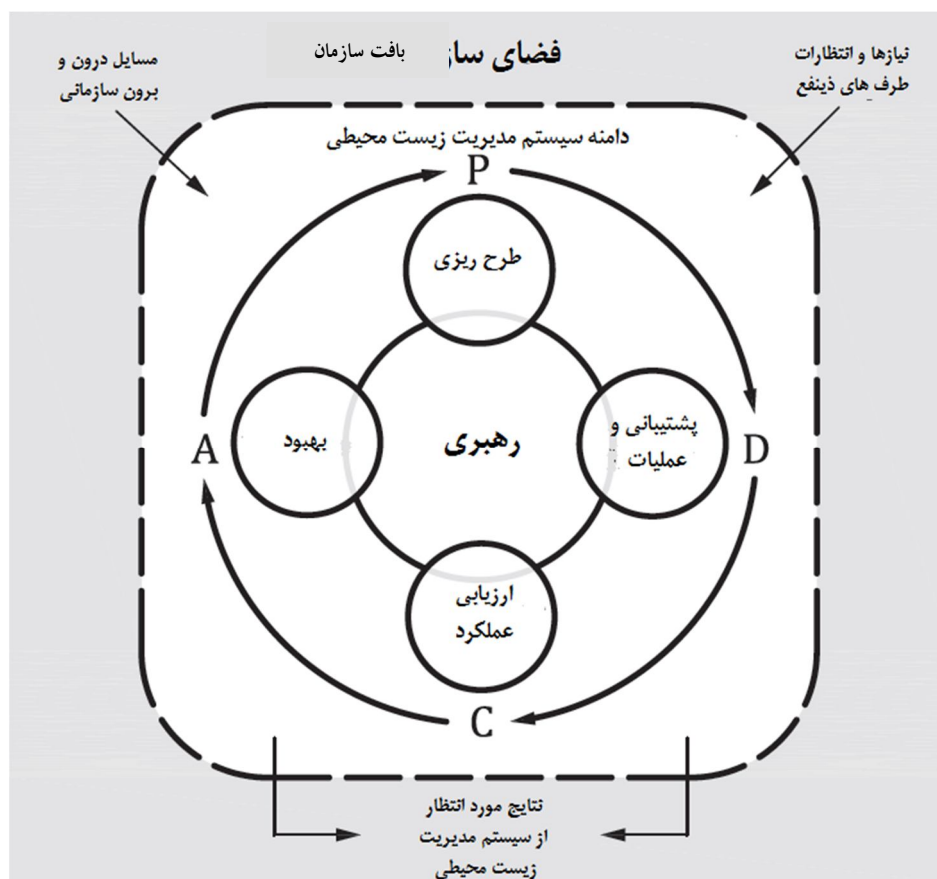 فضای ساز
بافت سازمان
نیازها و انتظارات
طرف های ذینفع
مسایل درون و
برون سازمانی
دامنه سیستم مدیریت زیست محیطی
P
طرح ریزی
A
بهبود
رهبری
پشتیبانی و
عملیات
D
ارزیابی
عملکرد
C
نتایج مورد انتظار
از سیستم مدیریت
زیست محیطی